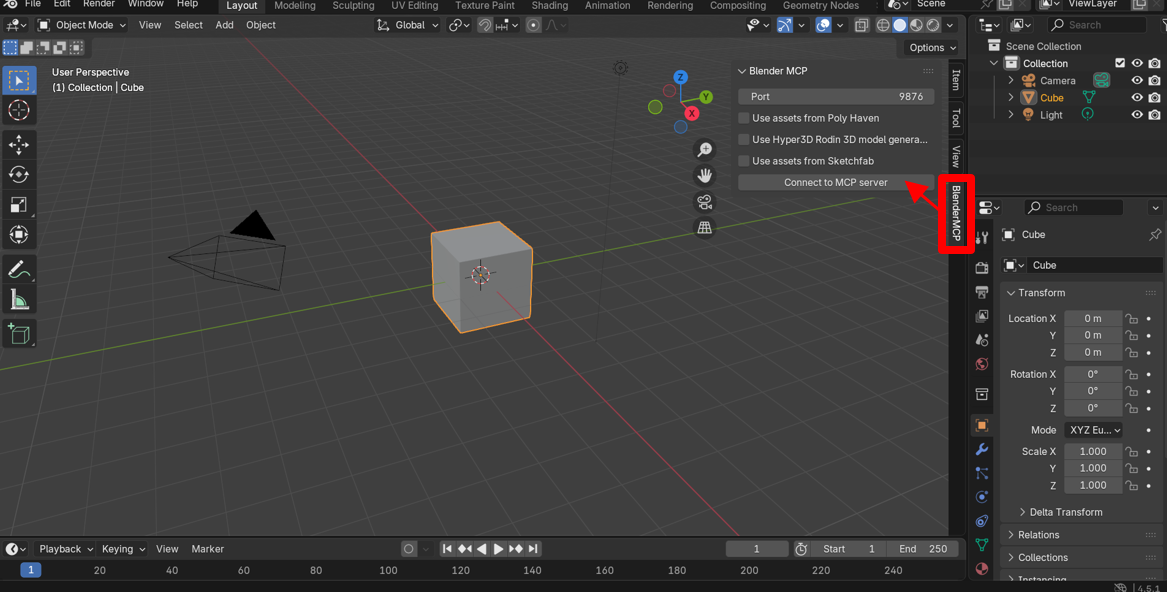 File Edit Render Window Help Layout Modeling Sculpting UV Editing Texture Paint Shading Animation Rendering Compositing Geometry Nodes Scene ViewLayer
Object Mode View Select Add Object Global Search
Options
User Perspective
(1) Collection | Cube
Z
Y
X
Blender MCP
Port 9876
Use assets from Poly Haven
Use Hyper3D Rodin 3D model genera...
Use assets from Sketchfab
Connect to MCP server
Item
Tool
View
BlenderMCP
Scene Collection
Collection
Camera
Cube
Light
Search
Cube
Cube
Transform
Location X 0 m
Y 0 m
Z 0 m
Rotation X 0°
Y 0°
Z 0°
Mode XYZ Eu...
Scale X 1.000
Y 1.000
Z 1.000
Delta Transform
Relations
Collections
Instancing
Playback Keying View Marker 1 Start 1 End 250
1 20 40 60 80 100 120 140 160 180 200 220 240
4.5.1